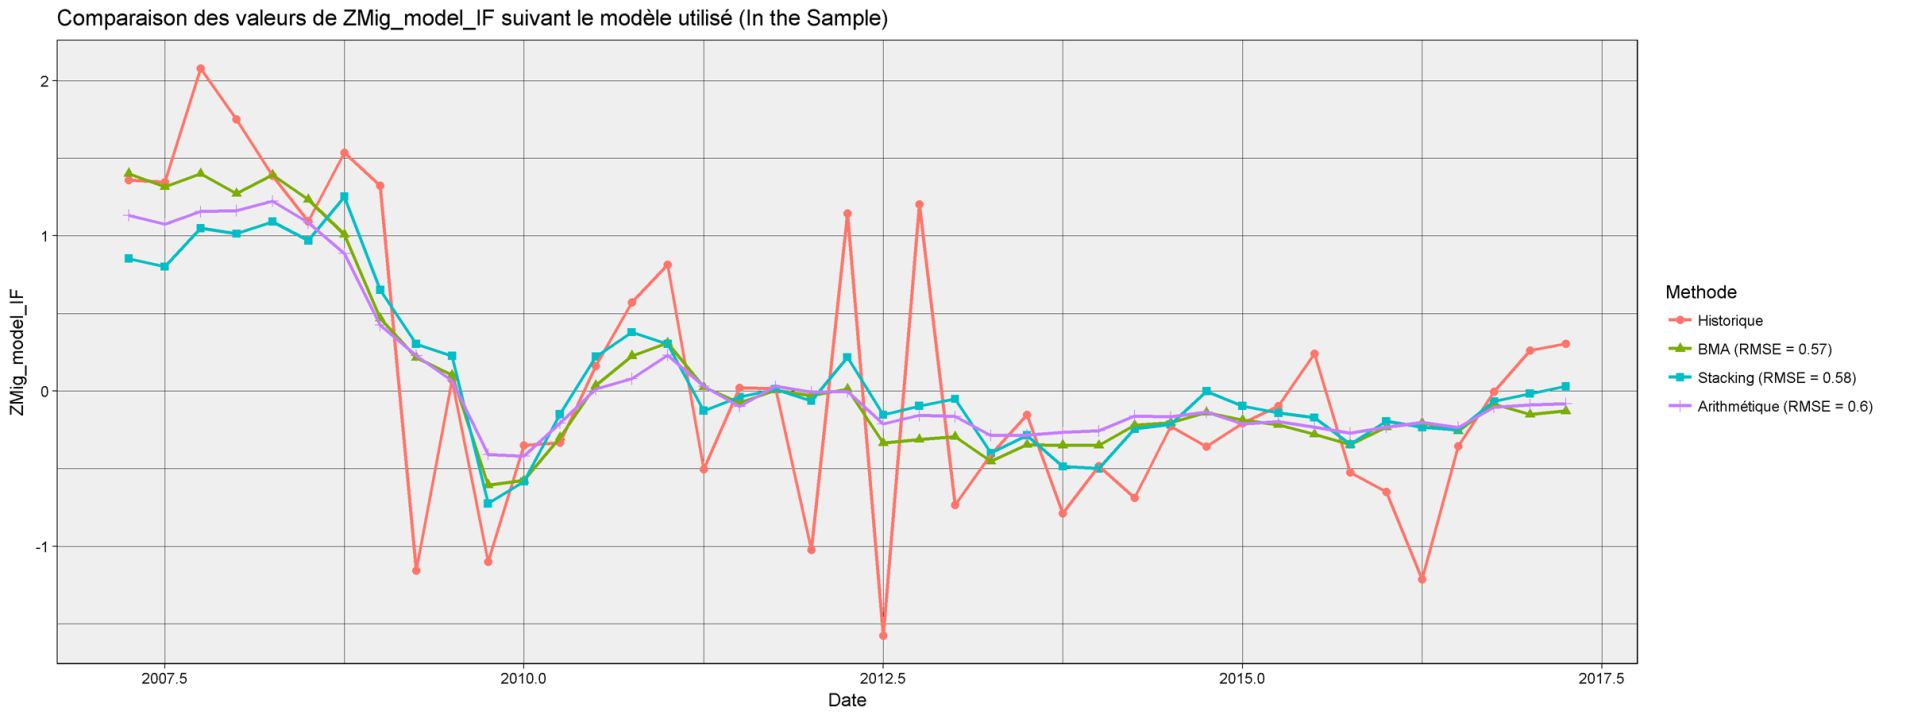 Comparaison des valeurs de ZMig_model_IF suivant le modèle utilisé (In the Sample)
ZMig_model_IF
2
1
0
-1
2007.5
2010.0
2012.5
2015.0
2017.5
Date
Methode
Historique
BMA (RMSE = 0.57)
Stacking (RMSE = 0.58)
Arithmétique (RMSE = 0.6)